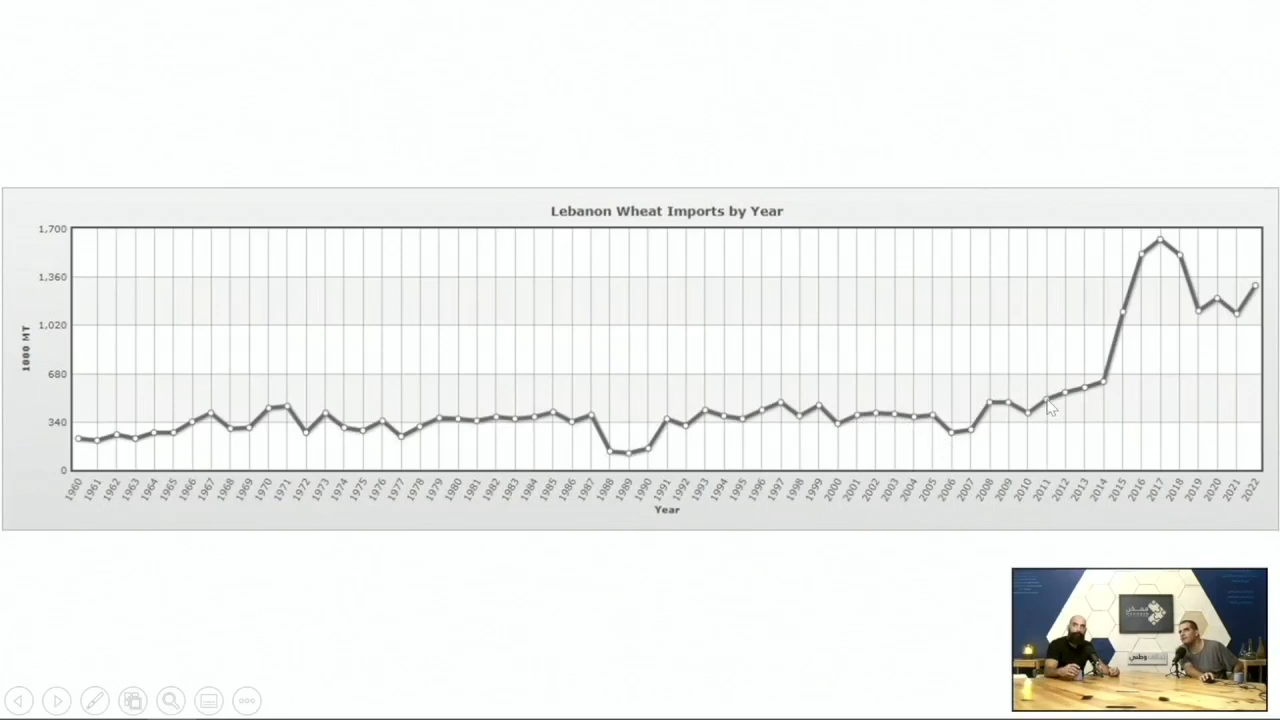 Lebanon Wheat Imports by Year
1,700
1,360
1,020
680
340
0
1000 MT
1960 1961 1962 1963 1964 1965 1966 1967 1968 1969 1970 1971 1972 1973 1974 1975 1976 1977 1978 1979 1980 1981 1982 1983 1984 1985 1986 1987 1988 1989 1990 1991 1992 1993 1994 1995 1996 1997 1998 1999 2000 2001 2002 2003 2004 2005 2006 2007 2008 2009 2010 2011 2012 2013 2014 2015 2016 2017 2018 2019 2020 2021 2022
Year
وطني